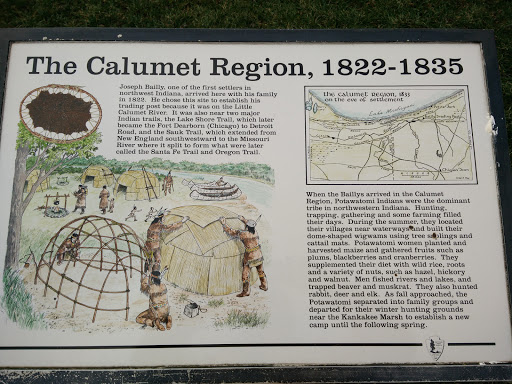 The Calumet Region, 1822-1835
Joseph Bailly, one of the first settlers in
northwest Indiana, arrived here with his family
in 1822. He chose this site to establish his
trading post because it was on the Little
Calumet River. It was also near two major
Indian trails, the Lake Shore Trail, which later
became the Fort Dearborn (Chicago) to Detroit
Road, and the Sauk Trail, which extended from
New England southwestward to the Missouri
River where it split to form what were later
called the Santa Fe Trail and Oregon Trail.
The Calumet Region, 1833
on the eve of settlement
When the Baillys arrived in the Calumet
Region, Potawatomi Indians were the dominant
tribe in northwestern Indiana. Hunting,
trapping, gathering and some farming filled
their days. During the summer, they located
their villages near waterways and built their
dome-shaped wigwams using tree saplings and
cattail mats. Potawatomi women planted and
harvested maize and gathered fruits such as
plums, blackberries and cranberries. They
supplemented their diet with wild rice, roots
and a variety of nuts, such as hazel, hickory
and walnut. Men fished rivers and lakes, and
trapped beaver and muskrat. They also hunted
rabbit, deer and elk. As fall approached, the
Potawatomi separated into family groups and
departed for their winter hunting grounds
near the Kankakee Marsh to establish a new
camp until the following spring.